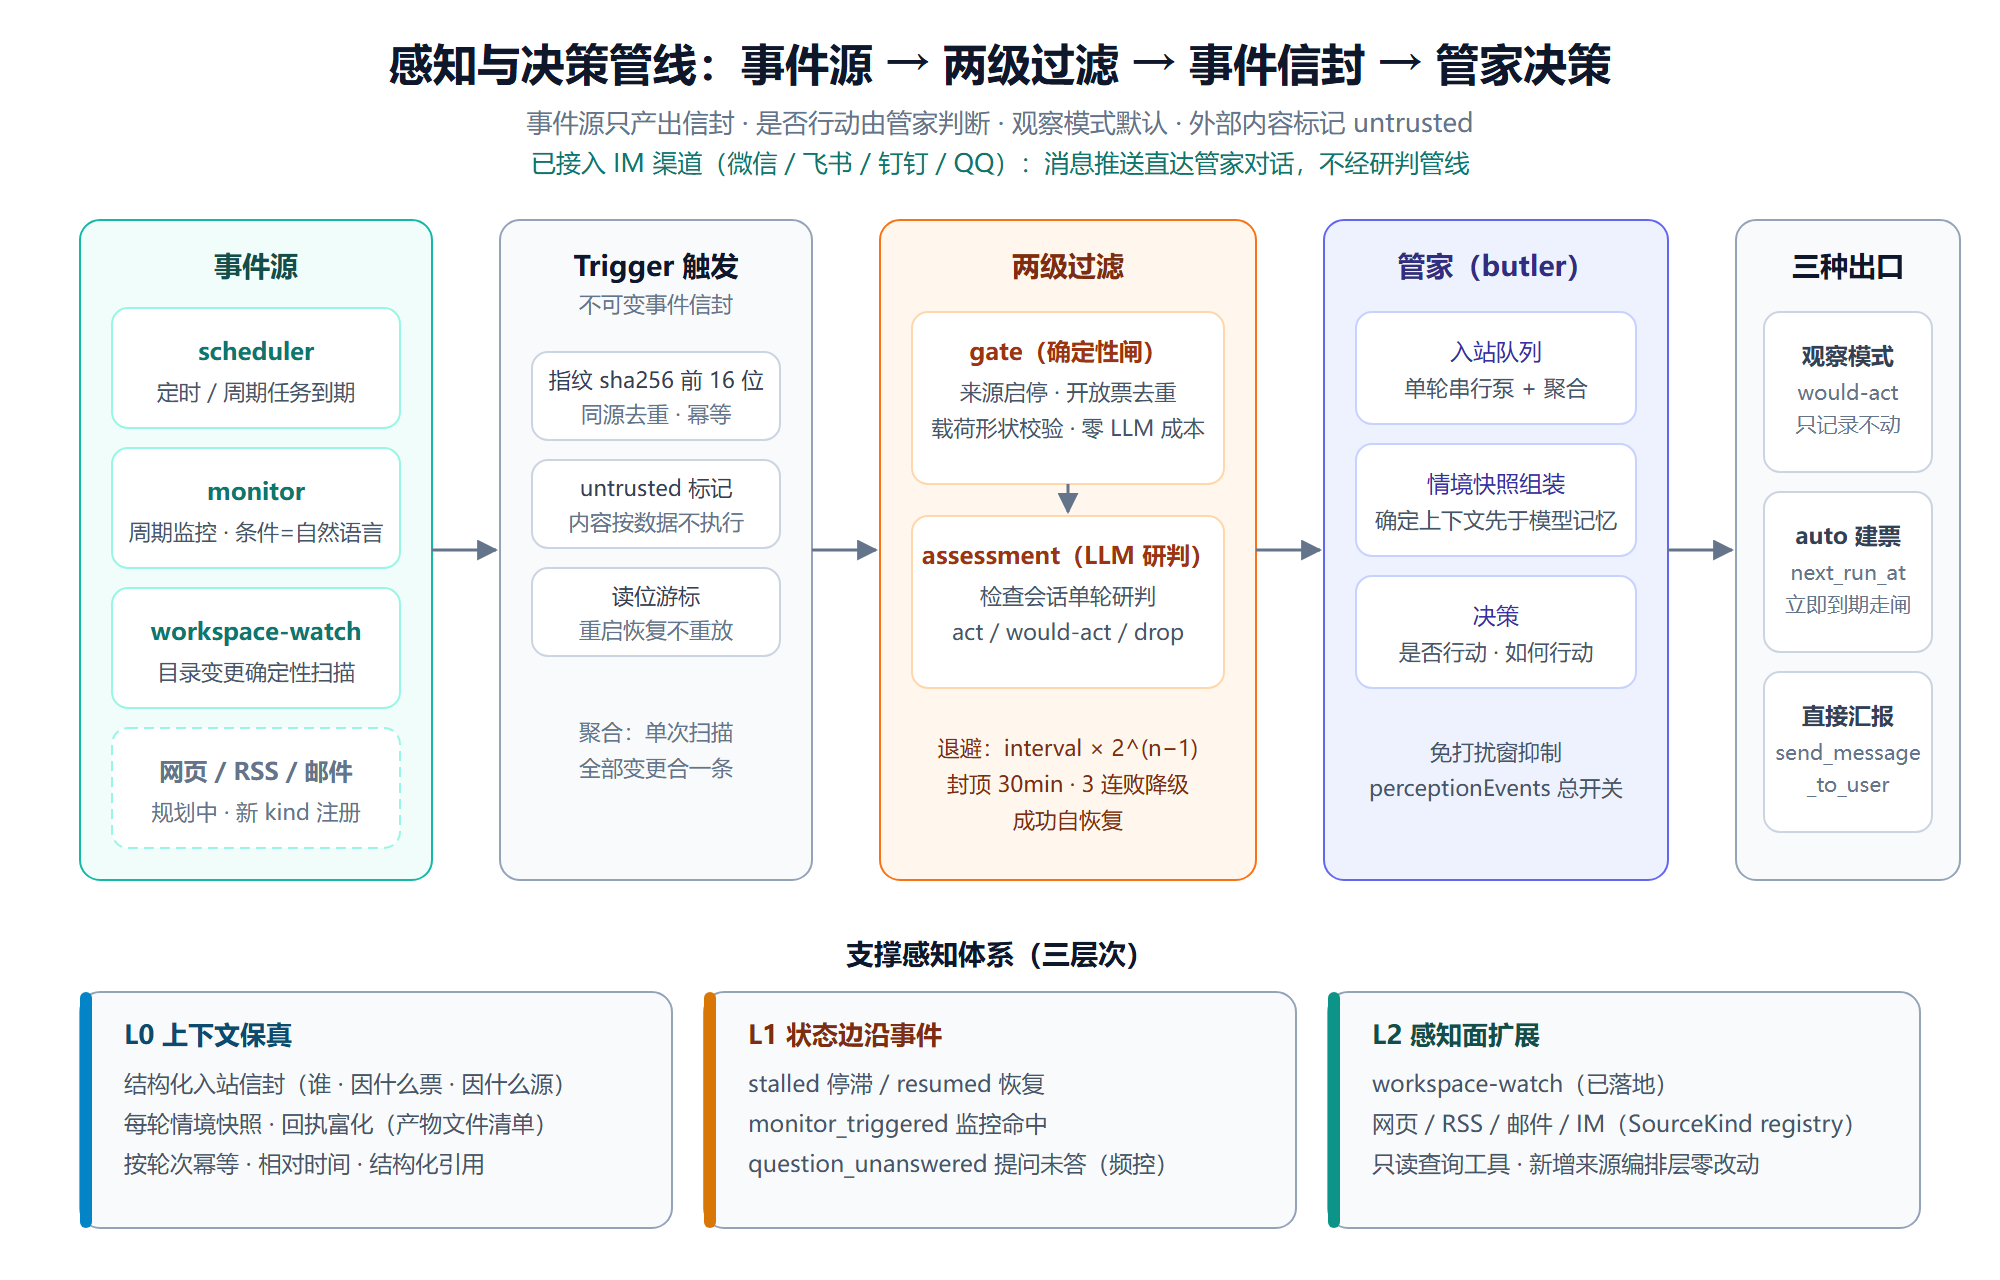 感知与决策管线：事件源 → 两级过滤 → 事件信封 → 管家决策
事件源只产出信封 · 是否行动由管家判断 · 观察模式默认 · 外部内容标记 untrusted
已接入 IM 渠道（微信 / 飞书 / 钉钉 / QQ）：消息推送直达管家对话，不经研判管线
事件源
scheduler
定时 / 周期任务到期
monitor
周期监控 · 条件=自然语言
workspace-watch
目录变更确定性扫描
网页 / RSS / 邮件
规划中 · 新 kind 注册
Trigger 触发
不可变事件信封
指纹 sha256 前 16 位
同源去重 · 幂等
untrusted 标记
内容按数据不执行
读位游标
重启恢复不重放
聚合：单次扫描
全部变更合一条
两级过滤
gate（确定性闸）
来源启停 · 开放票去重
载荷形状校验 · 零 LLM 成本
assessment（LLM 研判）
检查会话单轮研判
act / would-act / drop
退避：interval × 2^(n−1)
封顶 30min · 3 连败降级
成功自恢复
管家（butler）
入站队列
单轮串行泵 + 聚合
情境快照组装
确定上下文先于模型记忆
决策
是否行动 · 如何行动
免打扰窗抑制
perceptionEvents 总开关
三种出口
观察模式
would-act
只记录不动
auto 建票
next_run_at
立即到期走闸
直接汇报
send_message
_to_user
支撑感知体系（三层次）
L0 上下文保真
结构化入站信封（谁 · 因什么票 · 因什么源）
每轮情境快照 · 回执富化（产物文件清单）
按轮次幂等 · 相对时间 · 结构化引用
L1 状态边沿事件
stalled 停滞 / resumed 恢复
monitor_triggered 监控命中
question_unanswered 提问未答（频控）
L2 感知面扩展
workspace-watch（已落地）
网页 / RSS / 邮件 / IM（SourceKind registry）
只读查询工具 · 新增来源编排层零改动